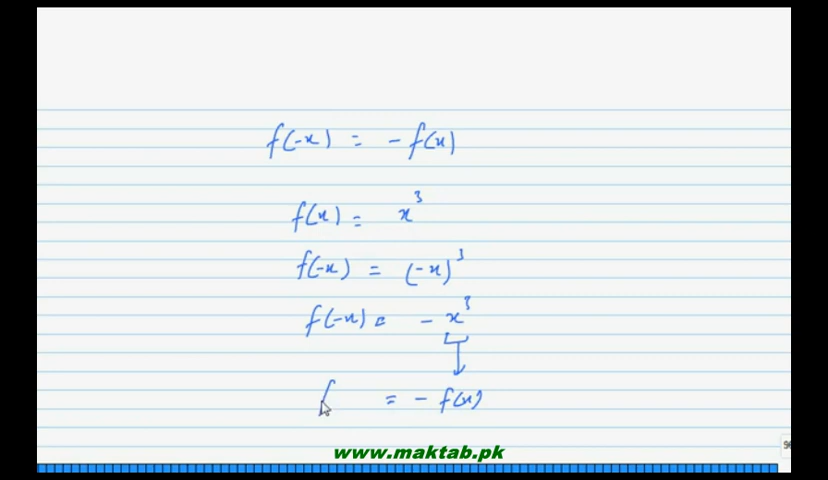 f(-x) = -f(x)
f(x) = x³
f(-x) = (-x)³
f(-x) = -x³
f = -f(x)
www.maktab.pk